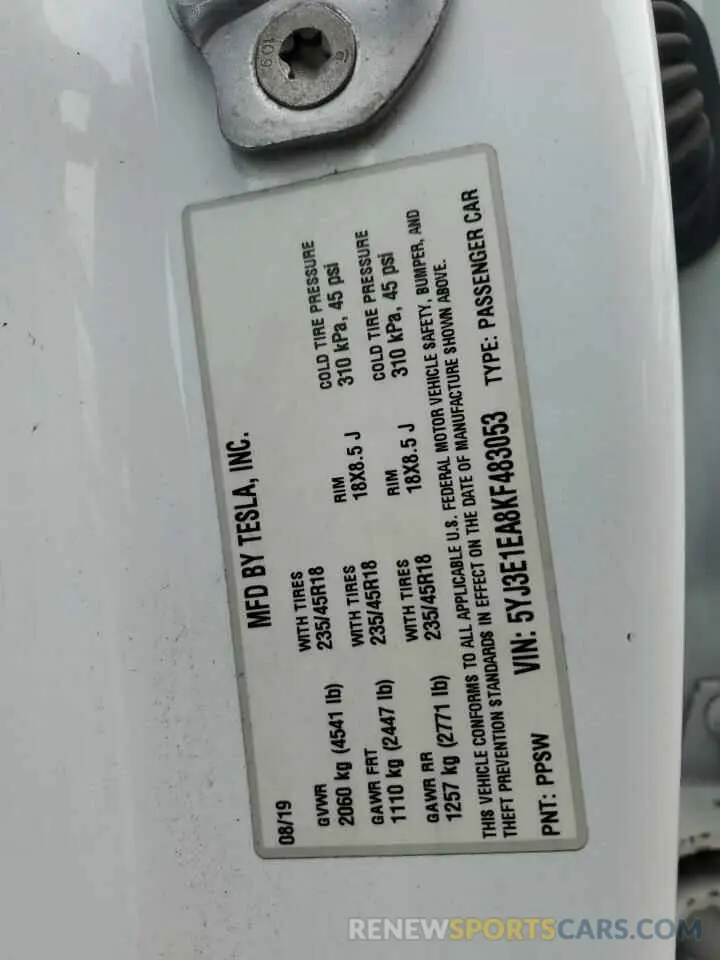 10.9
MFD BY TESLA, INC.
08/19
GVWR WITH TIRES RIM COLD TIRE PRESSURE
2060 kg (4541 lb) 235/45R18 18X8.5 J 310 kPa, 45 psi
GAWR FRT WITH TIRES RIM COLD TIRE PRESSURE
1110 kg (2447 lb) 235/45R18 18X8.5 J 310 kPa, 45 psi
GAWR RR WITH TIRES
1257 kg (2771 lb) 235/45R18
THIS VEHICLE CONFORMS TO ALL APPLICABLE U.S. FEDERAL MOTOR VEHICLE SAFETY, BUMPER, AND
THEFT PREVENTION STANDARDS IN EFFECT ON THE DATE OF MANUFACTURE SHOWN ABOVE.
PNT: PPSW VIN: 5YJ3E1EA8KF483053 TYPE: PASSENGER CAR
RENEWSPORTSCARS.COM